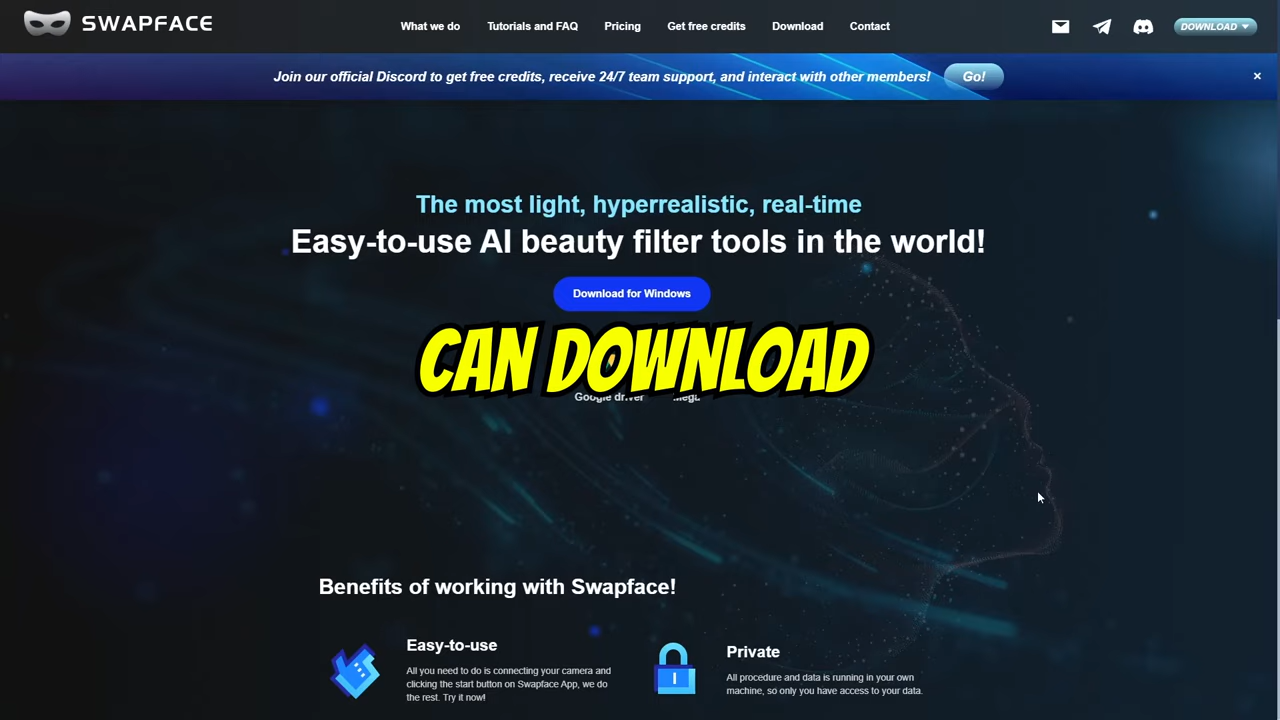 SWAPFACE
What we do
Tutorials and FAQ
Pricing
Get free credits
Download
Contact
DOWNLOAD
Join our official Discord to get free credits, receive 24/7 team support, and interact with other members!
Go!
×
The most light, hyperrealistic, real-time
Easy-to-use AI beauty filter tools in the world!
Download for Windows
CAN DOWNLOAD
Google driver
Mega
Benefits of working with Swapface!
Easy-to-use
All you need to do is connecting your camera and
clicking the start button on Swapface App, we do
the rest. Try it now!
Private
All procedure and data is running in your own
machine, so only you have access to your data.